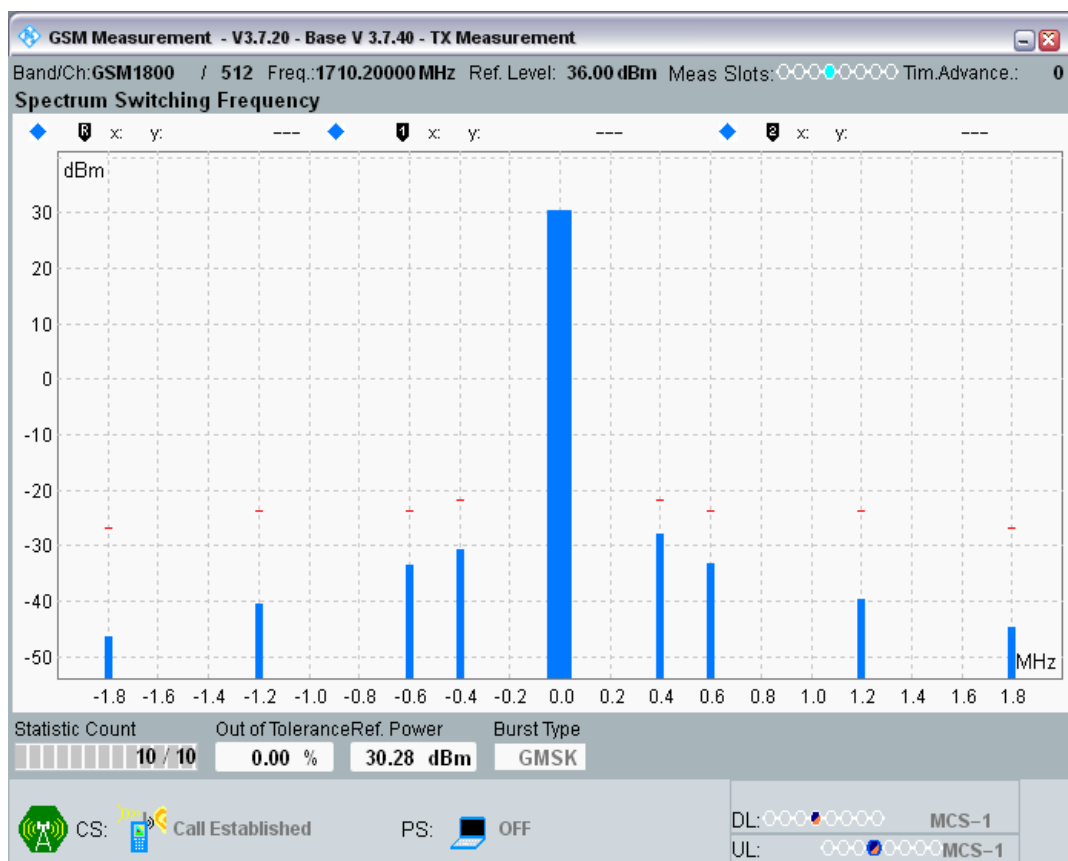 GSM Measurement - V3.7.20 - Base V 3.7.40 - TX Measurement
Band/Ch:GSM1800 / 512 Freq.:1710.20000 MHz Ref. Level: 36.00 dBm Meas Slots: Tim.Advance.: 0
Spectrum Switching Frequency
R x: y: --- 1 x: y: --- 2 x: y: ---
dBm
30
20
10
0
-10
-20
-30
-40
-50
MHz
-1.8 -1.6 -1.4 -1.2 -1.0 -0.8 -0.6 -0.4 -0.2 0.0 0.2 0.4 0.6 0.8 1.0 1.2 1.4 1.6 1.8
Statistic Count Out of Tolerance Ref. Power Burst Type
10 / 10 0.00 % 30.28 dBm GMSK
CS: Call Established PS: OFF
DL: MCS-1
UL: MCS-1